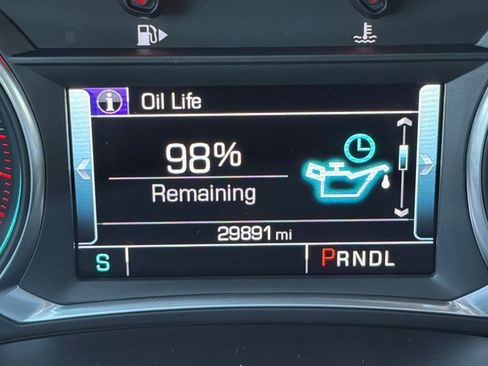 Oil Life
98%
Remaining
29891 mi
S PRNDL